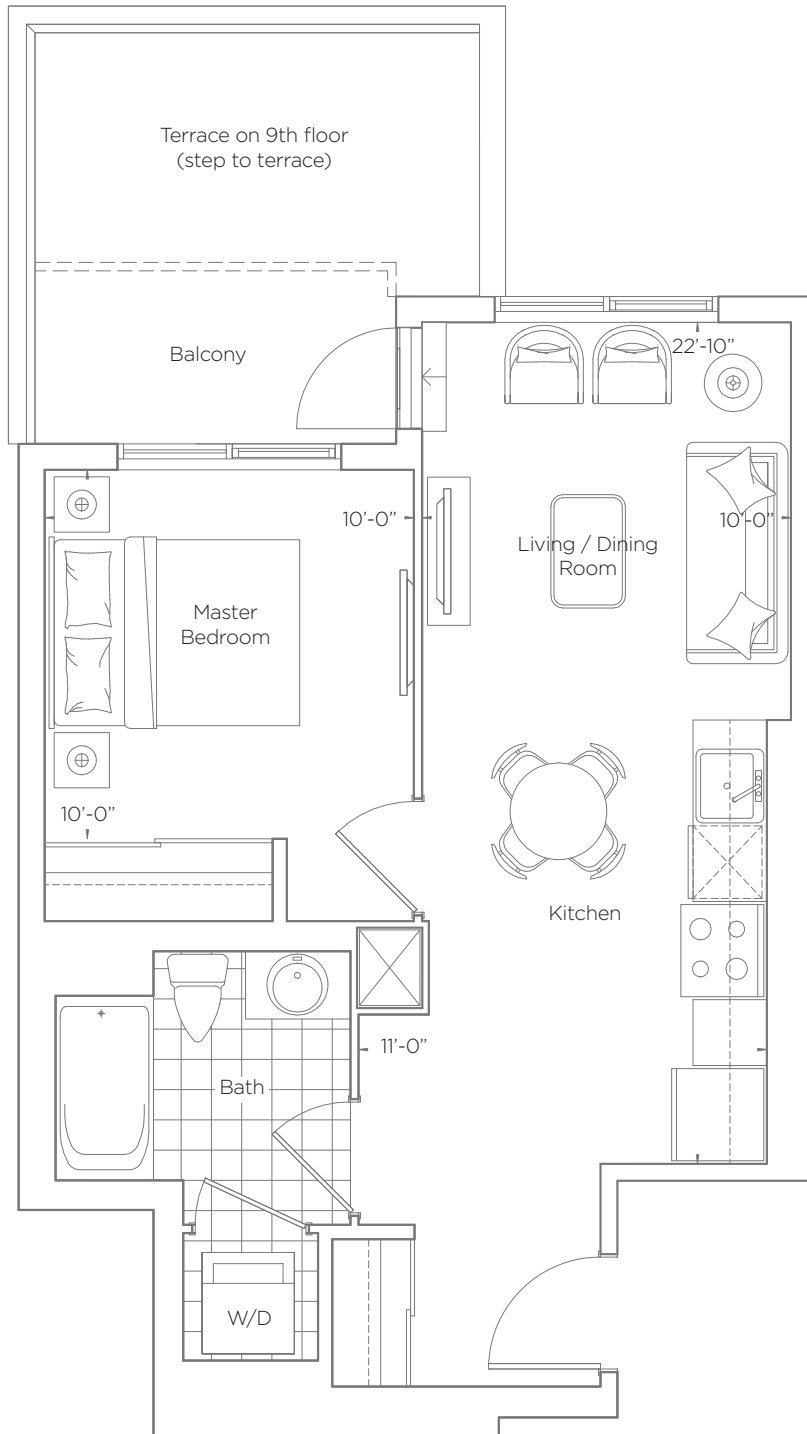 Terrace on 9th floor
(step to terrace)
Balcony
22’-10”
10’-0”
10’-0”
Living / Dining
Room
Master
Bedroom
10’-0”
Kitchen
11’-0”
Bath
W/D